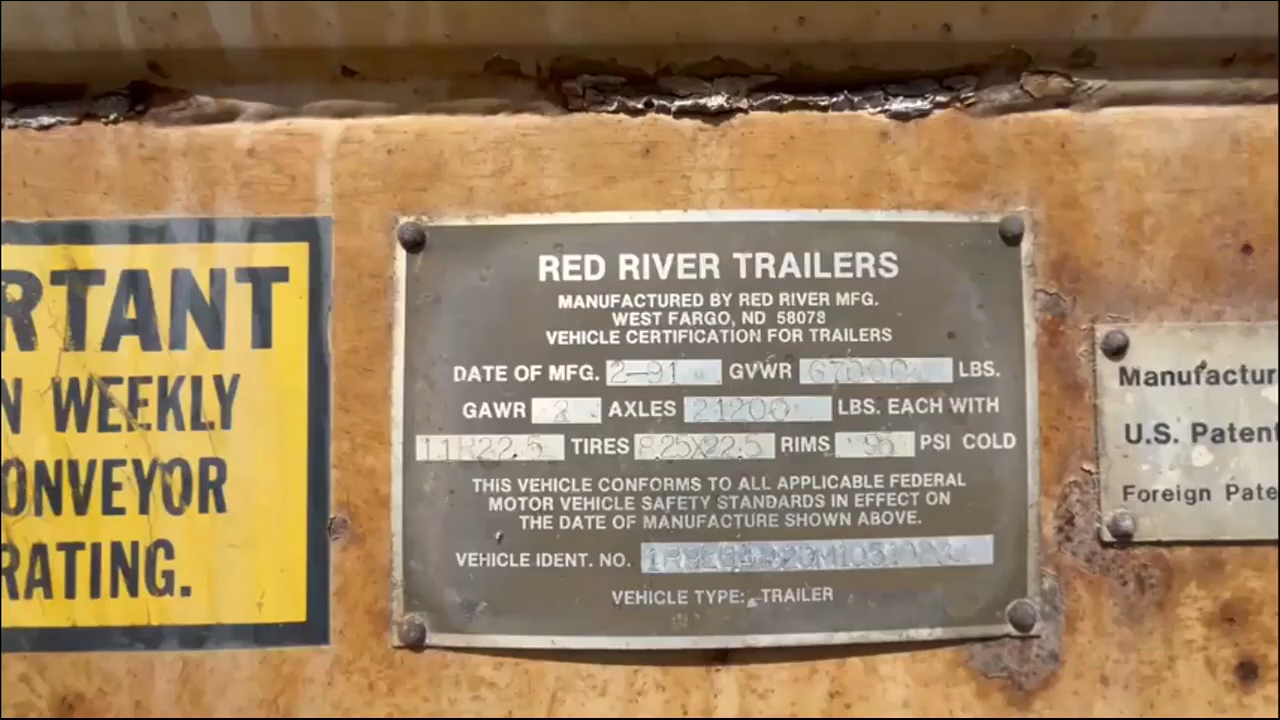 RTANT
N WEEKLY
ONVEYOR
RATING.
RED RIVER TRAILERS
MANUFACTURED BY RED RIVER MFG.
WEST FARGO, ND 58078
VEHICLE CERTIFICATION FOR TRAILERS
DATE OF MFG. 2-91 GVWR 67000 LBS.
GAWR 2 AXLES 21200 LBS. EACH WITH
11R22.5 TIRES 8.25X22.5 RIMS 95 PSI COLD
THIS VEHICLE CONFORMS TO ALL APPLICABLE FEDERAL
MOTOR VEHICLE SAFETY STANDARDS IN EFFECT ON
THE DATE OF MANUFACTURE SHOWN ABOVE.
VEHICLE IDENT. NO.
VEHICLE TYPE: TRAILER
Manufactur
U.S. Patent
Foreign Pate